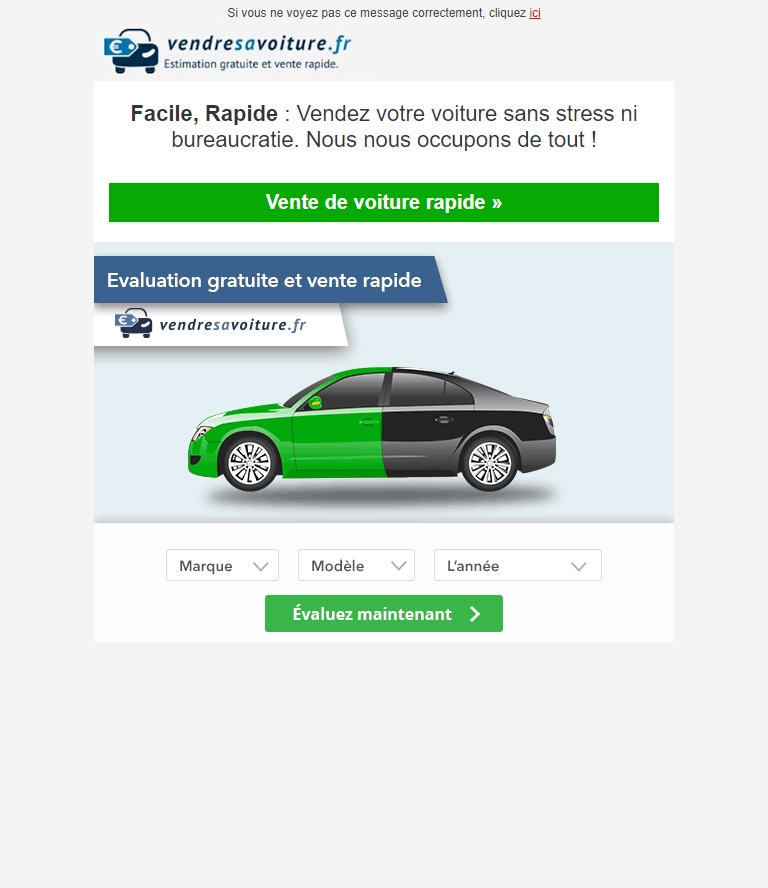 Si vous ne voyez pas ce message correctement, cliquez ici
vendresavoiture.fr
Estimation gratuite et vente rapide.
Facile, Rapide : Vendez votre voiture sans stress ni
bureaucratie. Nous nous occupons de tout !
Vente de voiture rapide »
Evaluation gratuite et vente rapide
vendresavoiture.fr
Marque Modèle L'année
Évaluez maintenant